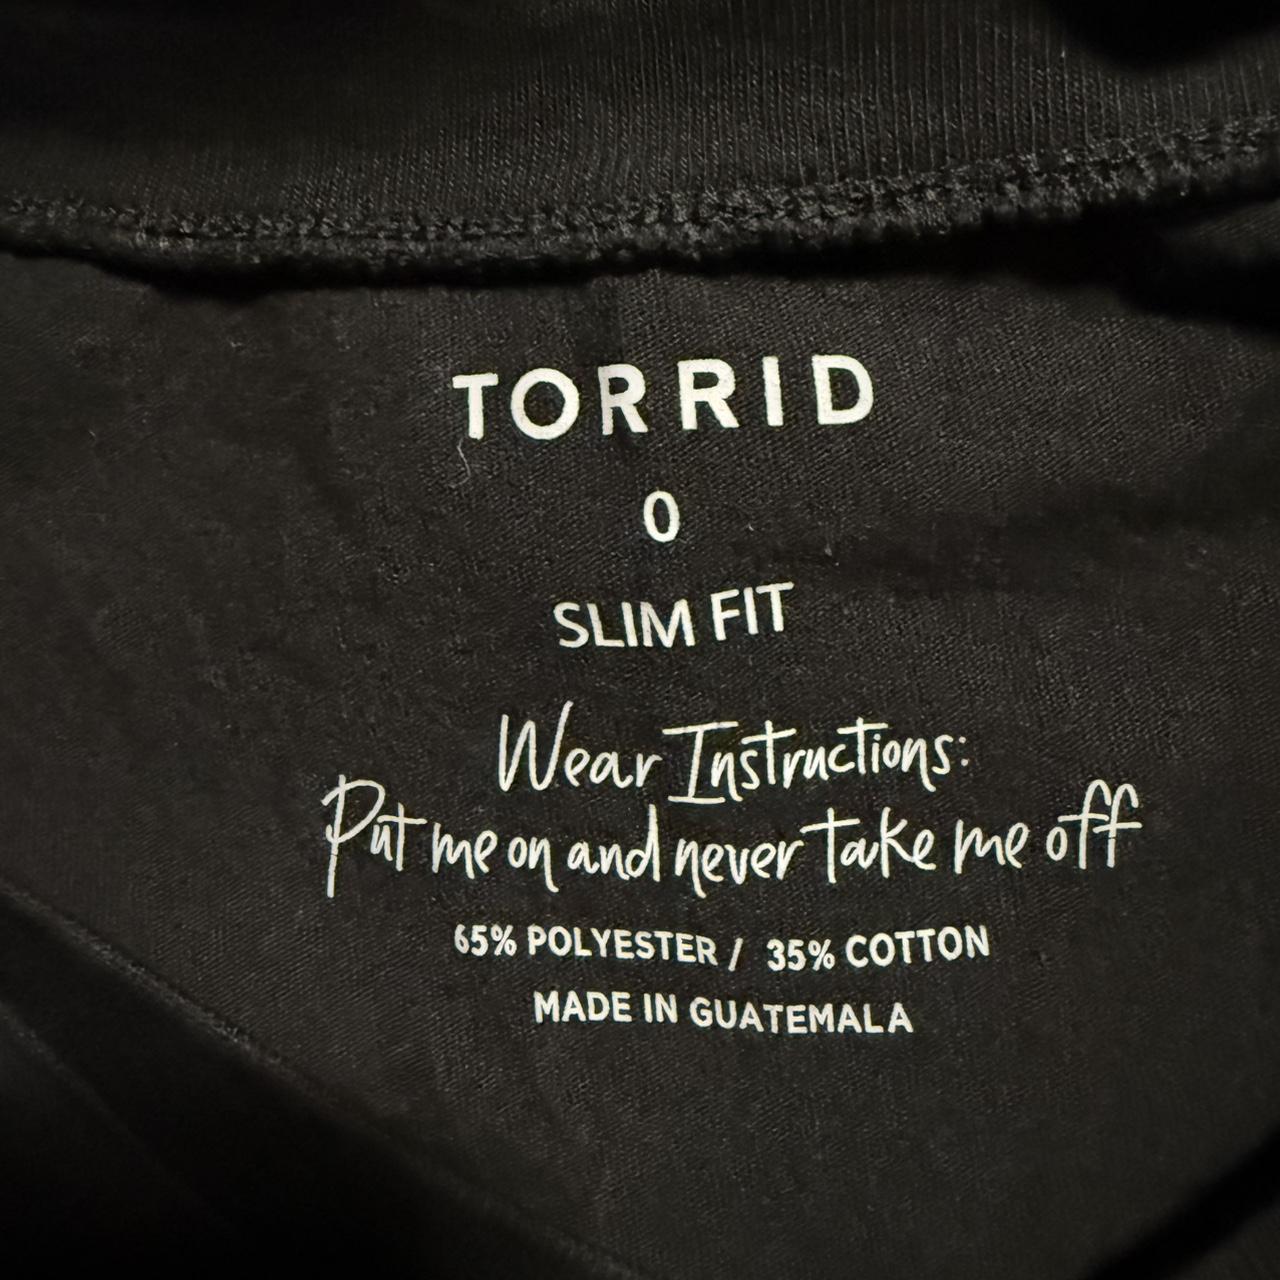 TORRID
0
SLIM FIT
Wear Instructions:
Put me on and never take me off
65% POLYESTER / 35% COTTON
MADE IN GUATEMALA